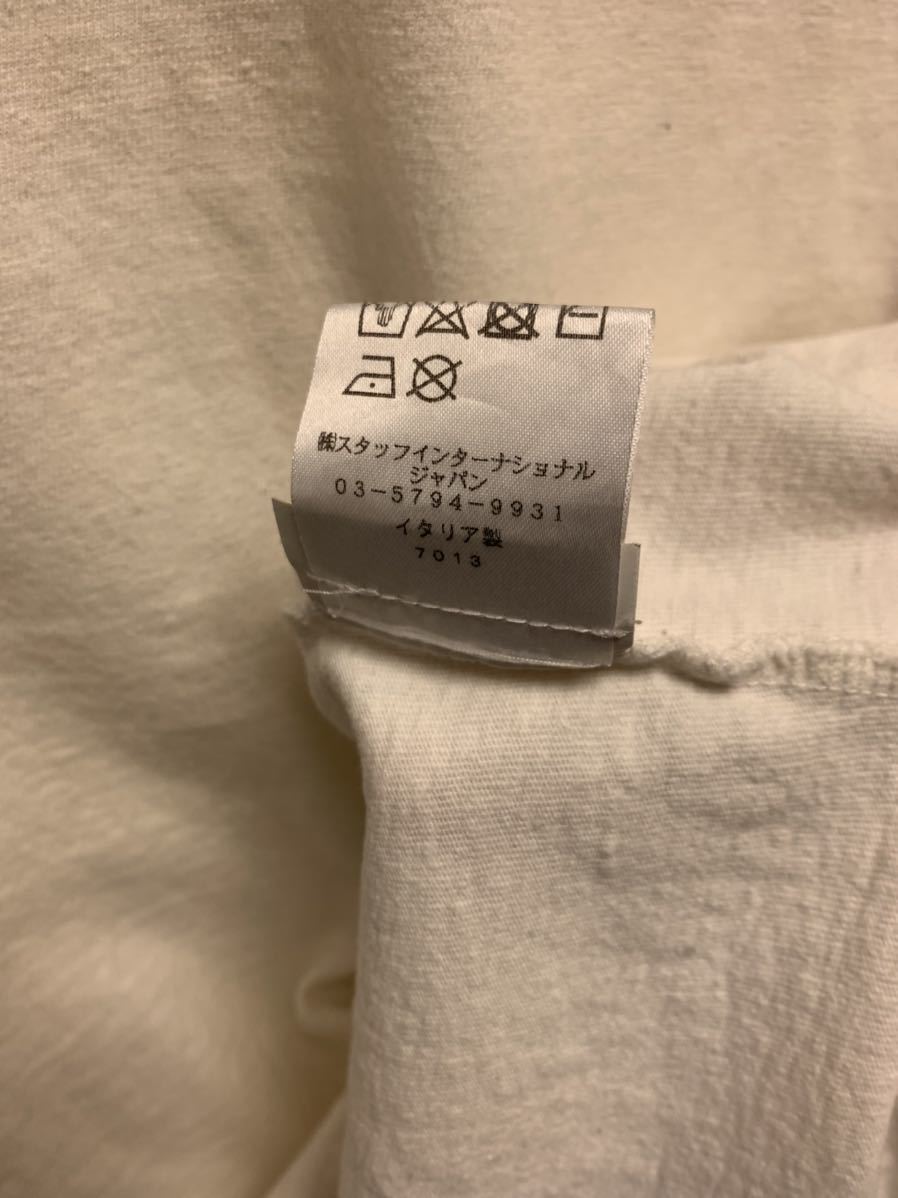 ㈱スタッフインターナショナル
ジャパン
03-5794-9931
イタリア製
7013